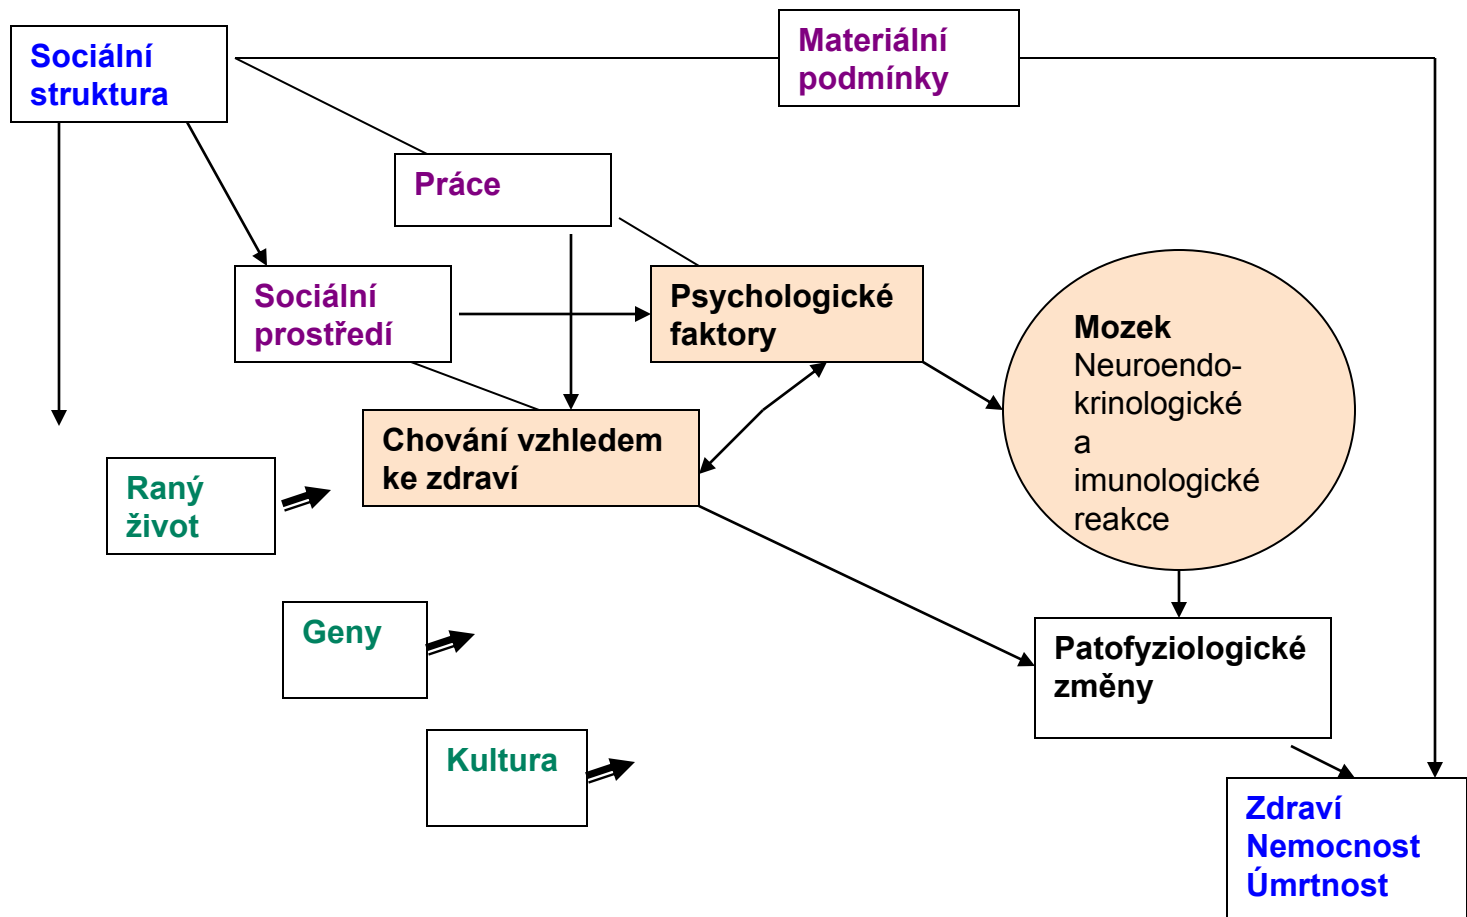 Sociální
struktura
Materiální
podmínky
Práce
Sociální
prostředí
Psychologické
faktory
Mozek
Neuroendo-
krinologické
a
imunologické
reakce
Chování vzhledem
ke zdraví
Raný
život
Geny
Patofyziologické
změny
Kultura
Zdraví
Nemocnost
Úmrtnost